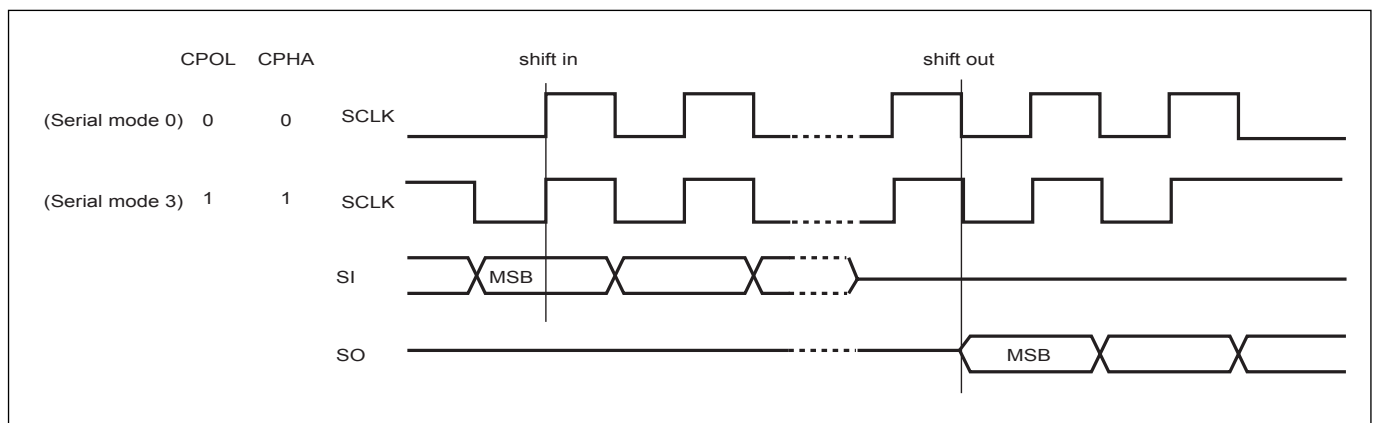 CPOL CPHA shift in shift out
(Serial mode 0) 0 0 SCLK
(Serial mode 3) 1 1 SCLK
SI MSB
SO MSB